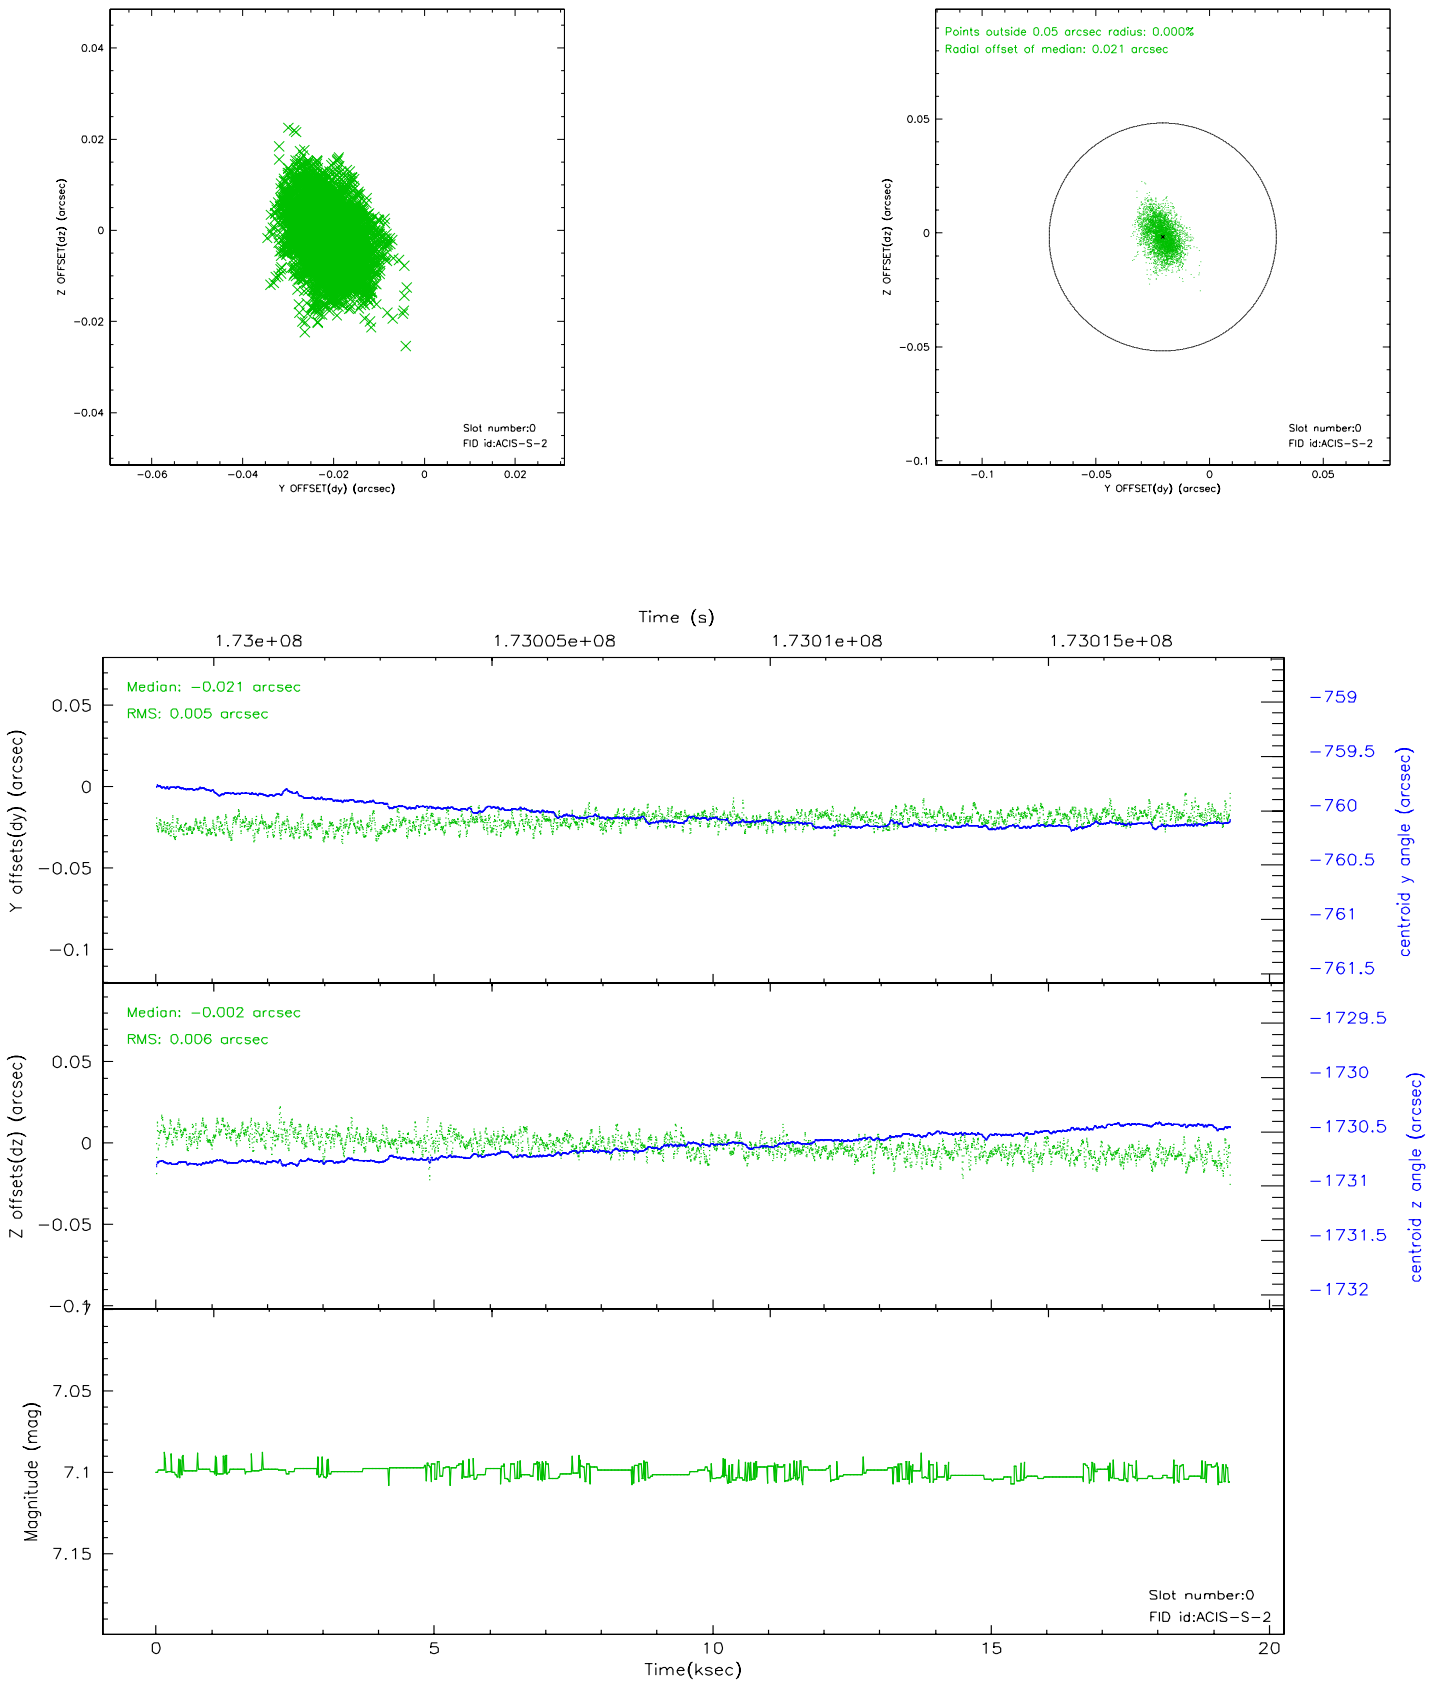 0.04
0.02
0
−0.02
−0.04
Z OFFSET(dz) (arcsec)
Slot number:0
FID id:ACIS−S−2
−0.06 −0.04 −0.02 0 0.02
Y OFFSET(dy) (arcsec)
Points outside 0.05 arcsec radius: 0.000%
Radial offset of median: 0.021 arcsec
0.05
0
−0.05
−0.1
Z OFFSET(dz) (arcsec)
Slot number:0
FID id:ACIS−S−2
−0.1 −0.05 0 0.05
Y OFFSET(dy) (arcsec)
Time (s)
1.73e+08 1.73005e+08 1.7301e+08 1.73015e+08
Median: −0.021 arcsec
RMS: 0.005 arcsec
0.05
0
−0.05
−0.1
Y offsets(dy) (arcsec)
−759
−759.5
−760
−760.5
−761
−761.5
centroid y angle (arcsec)
Median: −0.002 arcsec
RMS: 0.006 arcsec
0.05
0
−0.05
−0.1
Z offsets(dz) (arcsec)
−1729.5
−1730
−1730.5
−1731
−1731.5
−1732
centroid z angle (arcsec)
7
7.05
7.1
7.15
Magnitude (mag)
Slot number:0
FID id:ACIS−S−2
0 5 10 15 20
Time(ksec)